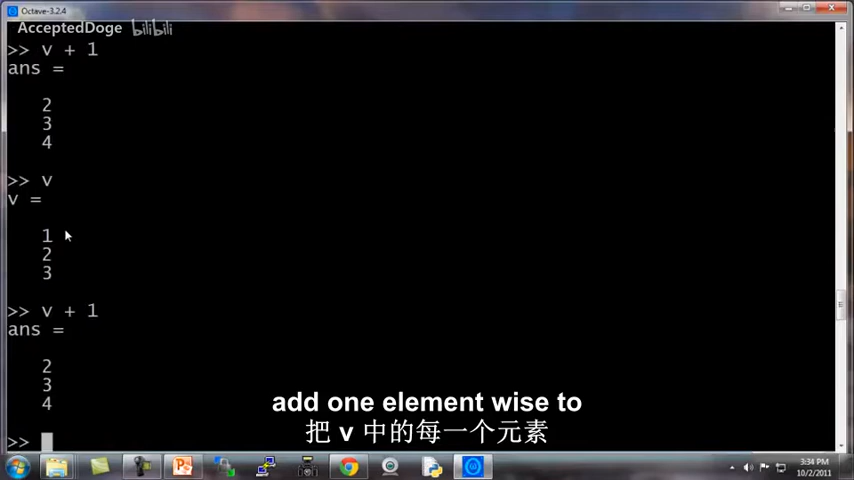 Octave-3.2.4
AcceptedDoge bilibili
>> v + 1
ans =
2
3
4
>> v
v =
1
2
3
>> v + 1
ans =
2
3
4
>>
add one element wise to
把 v 中的每一个元素
3:34 PM
10/2/2011